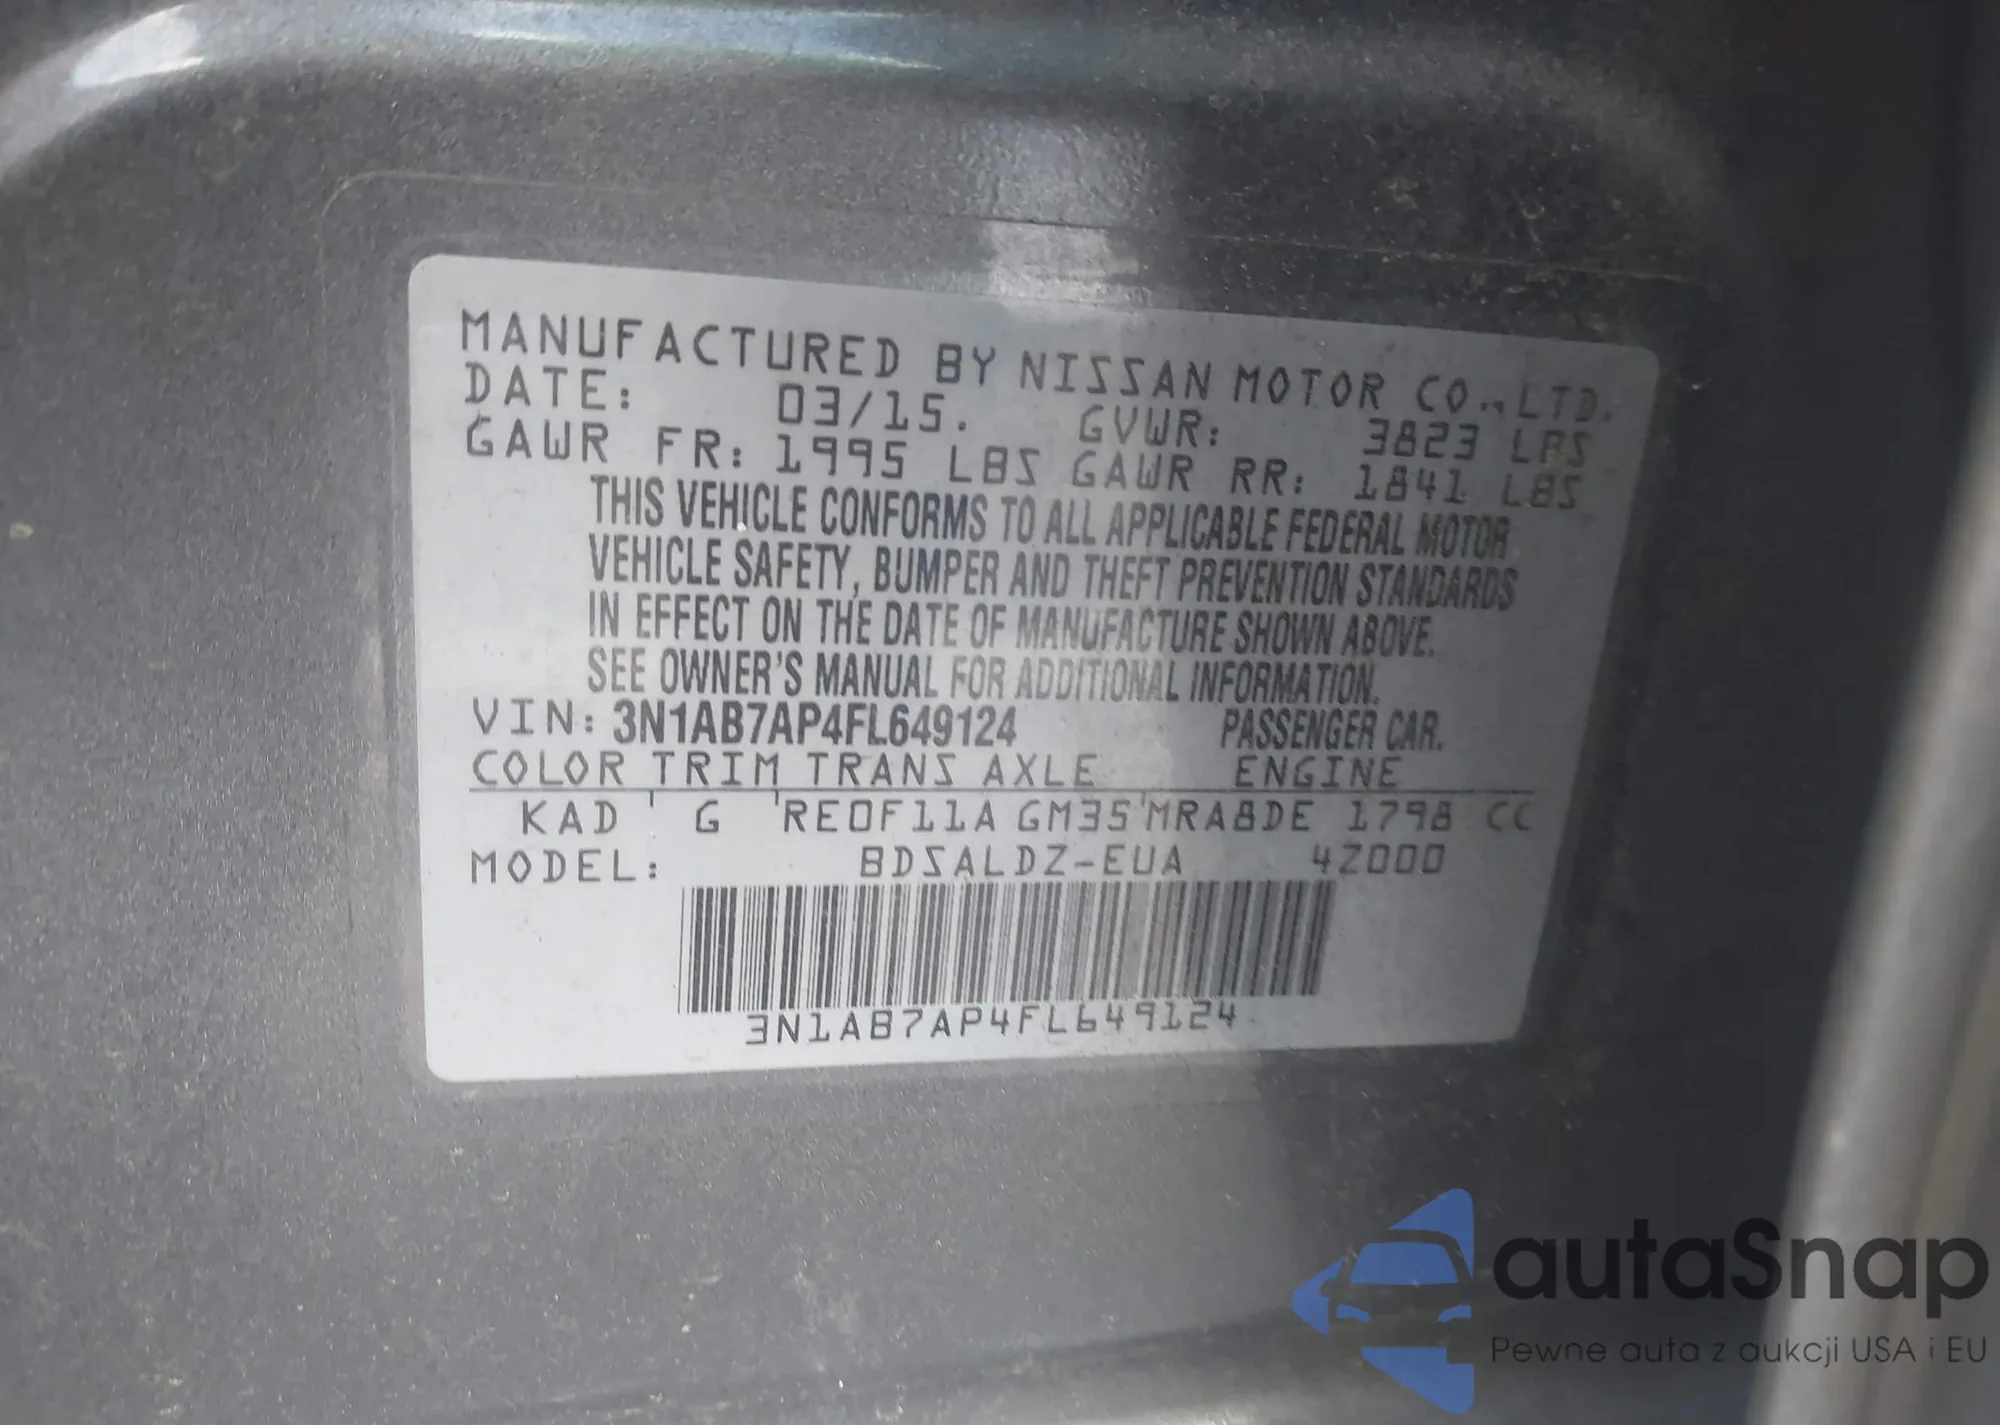 MANUFACTURED BY NISSAN MOTOR CO., LTD.
DATE: 03/15. GVWR: 3823 LBS
GAWR FR: 1995 LBS GAWR RR: 1841 LBS
THIS VEHICLE CONFORMS TO ALL APPLICABLE FEDERAL MOTOR
VEHICLE SAFETY, BUMPER AND THEFT PREVENTION STANDARDS
IN EFFECT ON THE DATE OF MANUFACTURE SHOWN ABOVE.
SEE OWNER'S MANUAL FOR ADDITIONAL INFORMATION.
VIN: 3N1AB7AP4FL649124 PASSENGER CAR.
COLOR TRIM TRANS AXLE ENGINE
KAD G RE0F11A GM35 MRA8DE 1798 CC
MODEL: BDSALDZ-EUA 4Z000
3N1AB7AP4FL649124
autaSnap
Pewne auta z aukcji USA i EU